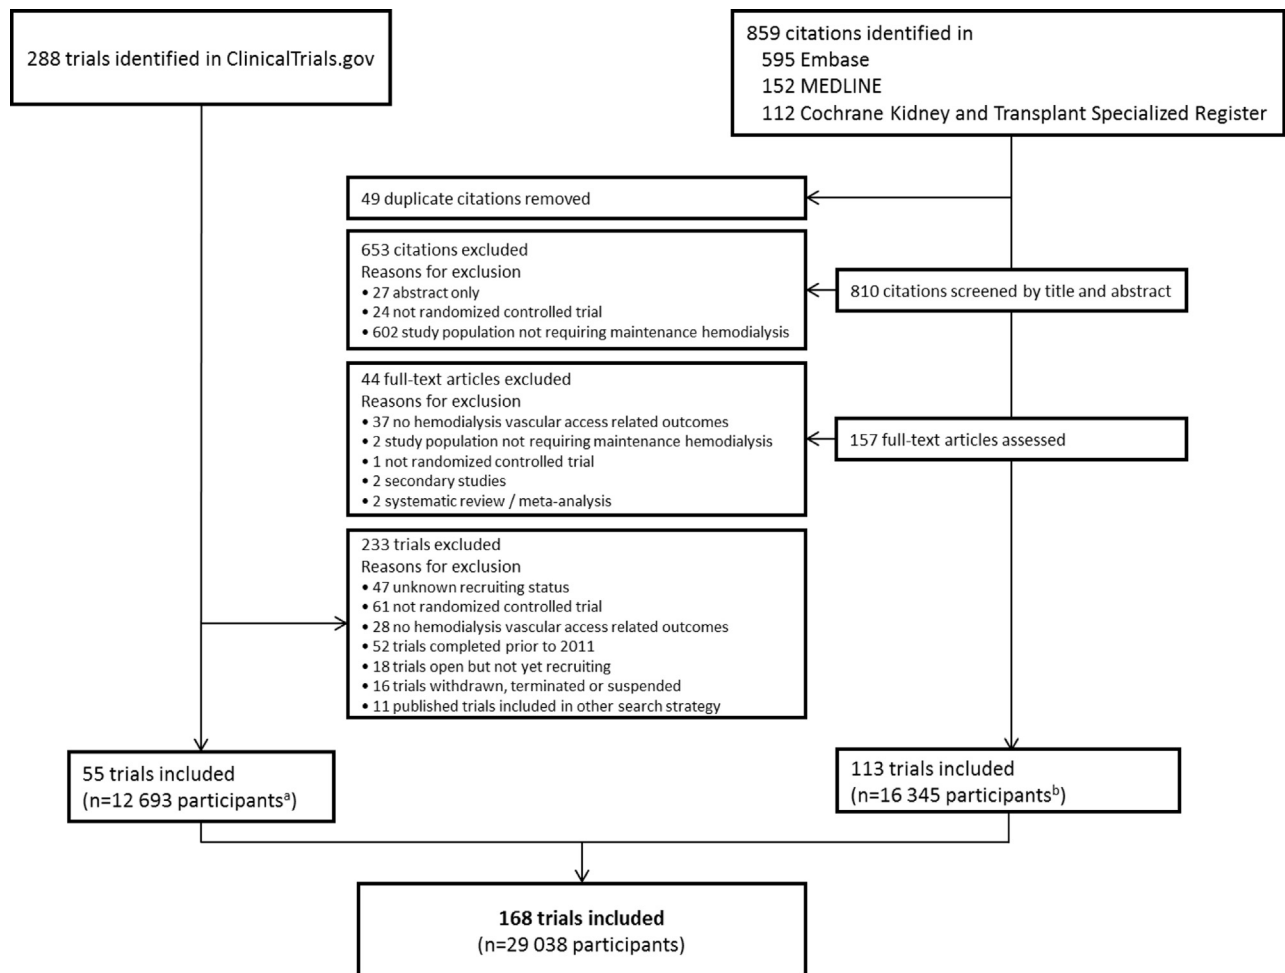 288 trials identified in ClinicalTrials.gov
859 citations identified in
595 Embase
152 MEDLINE
112 Cochrane Kidney and Transplant Specialized Register
49 duplicate citations removed
653 citations excluded
Reasons for exclusion
• 27 abstract only
• 24 not randomized controlled trial
• 602 study population not requiring maintenance hemodialysis
810 citations screened by title and abstract
44 full-text articles excluded
Reasons for exclusion
• 37 no hemodialysis vascular access related outcomes
• 2 study population not requiring maintenance hemodialysis
• 1 not randomized controlled trial
• 2 secondary studies
• 2 systematic review / meta-analysis
157 full-text articles assessed
233 trials excluded
Reasons for exclusion
• 47 unknown recruiting status
• 61 not randomized controlled trial
• 28 no hemodialysis vascular access related outcomes
• 52 trials completed prior to 2011
• 18 trials open but not yet recruiting
• 16 trials withdrawn, terminated or suspended
• 11 published trials included in other search strategy
55 trials included
(n=12 693 participantsᵃ)
113 trials included
(n=16 345 participantsᵇ)
168 trials included
(n=29 038 participants)